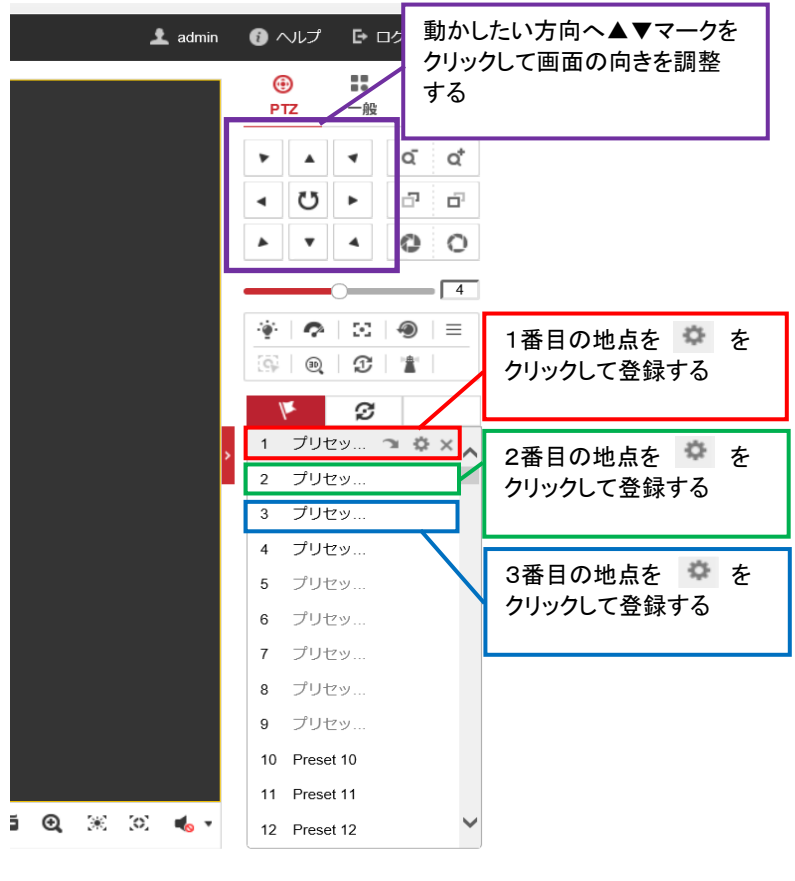 admin
ヘルプ
ログ
動かしたい方向へ▲▼マークを
クリックして画面の向きを調整
する
PTZ
一般
4
1番目の地点を を
クリックして登録する
2番目の地点を を
クリックして登録する
3番目の地点を を
クリックして登録する
1 プリセッ...
2 プリセッ...
3 プリセッ...
4 プリセッ...
5 プリセッ...
6 プリセッ...
7 プリセッ...
8 プリセッ...
9 プリセッ...
10 Preset 10
11 Preset 11
12 Preset 12